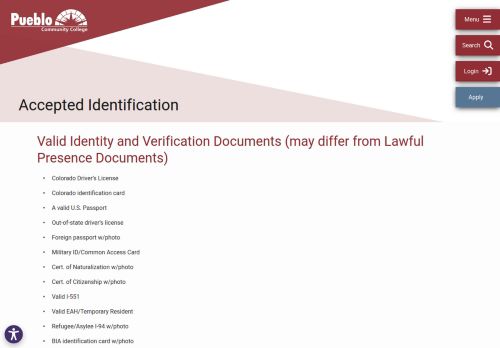 Pueblo
Community College
Menu
Search
Login
Apply
Accepted Identification
Valid Identity and Verification Documents (may differ from Lawful
Presence Documents)
• Colorado Driver's License
• Colorado identification card
• A valid U.S. Passport
• Out-of-state driver's license
• Foreign passport w/photo
• Military ID/Common Access Card
• Cert. of Naturalization w/photo
• Cert. of Citizenship w/photo
• Valid I-551
• Valid EAH/Temporary Resident
• Refugee/Asylee I-94 w/photo
• BIA identification card w/photo